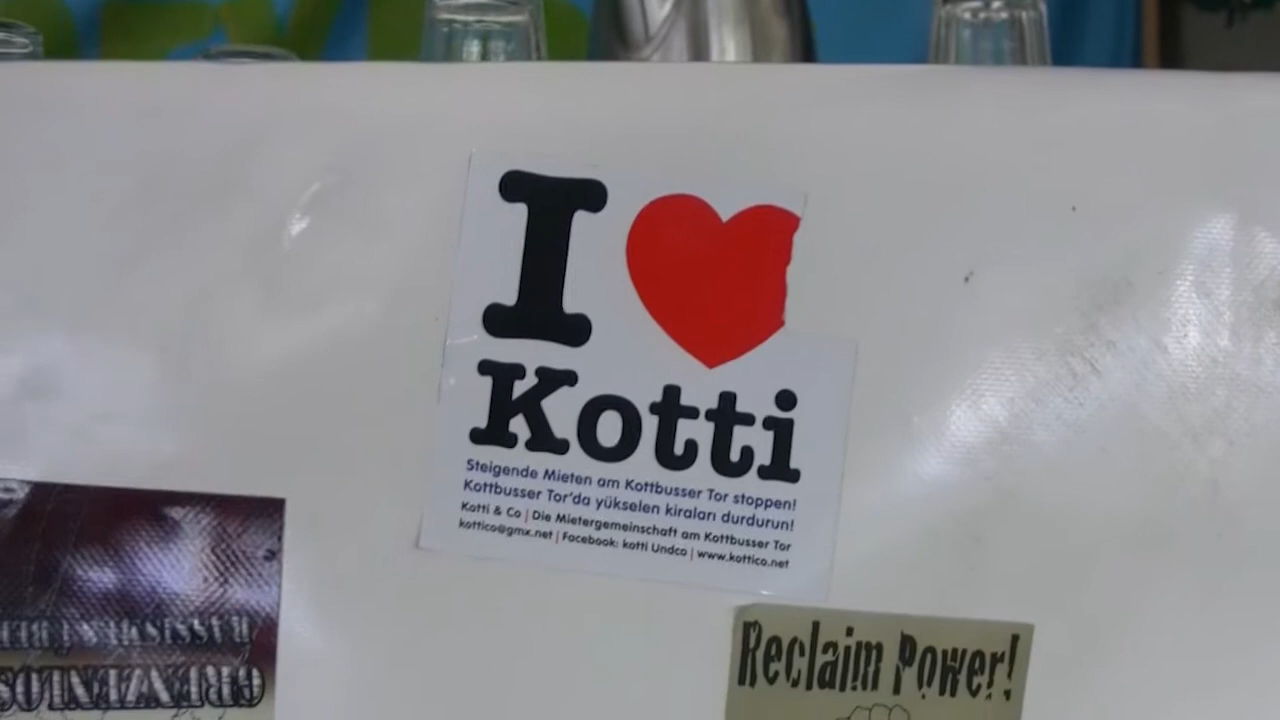 I
Kotti
Steigende Mieten am Kottbusser Tor stoppen!
Kottbusser Tor'da yükselen kiraları durdurun!
Kotti & Co | Die Mietergemeinschaft am Kottbusser Tor
kottico@gmx.net | Facebook: kotti Undco | www.kottico.net
Reclaim Power!
GRENZENLOS